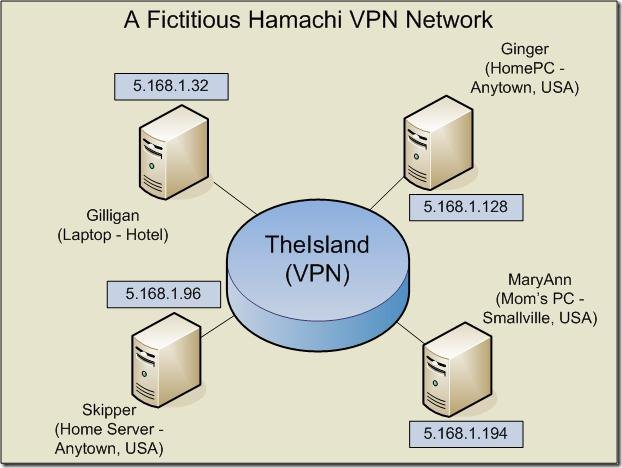 A Fictitious Hamachi VPN Network
5.168.1.32
Gilligan
(Laptop - Hotel)
Ginger
(HomePC -
Anytown, USA)
5.168.1.128
TheIsland
(VPN)
5.168.1.96
Skipper
(Home Server -
Anytown, USA)
MaryAnn
(Mom's PC -
Smallville, USA)
5.168.1.194